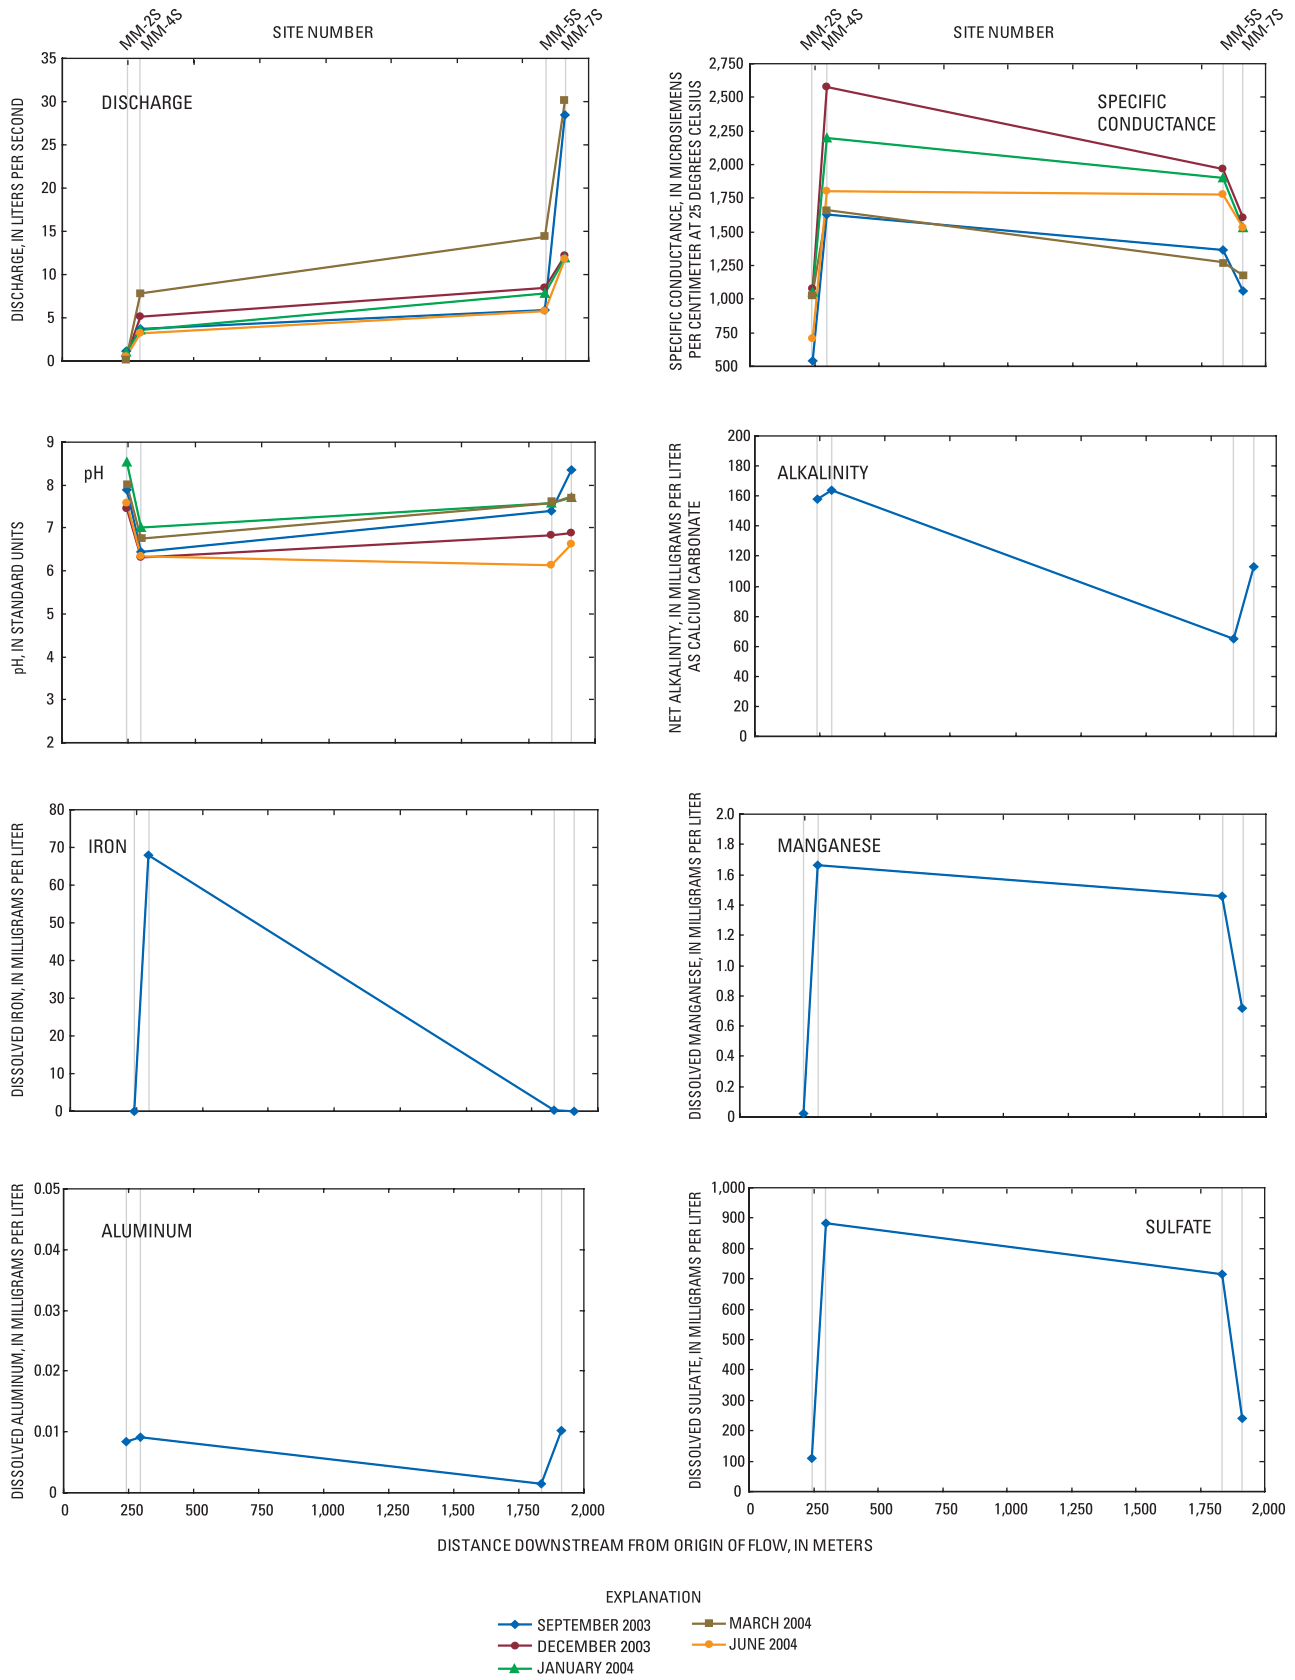 MM-2S
MM-4S
SITE NUMBER
MM-5S
MM-7S
DISCHARGE, IN LITERS PER SECOND
35
30
25
20
15
10
5
0
DISCHARGE
MM-2S
MM-4S
SITE NUMBER
MM-5S
MM-7S
SPECIFIC CONDUCTANCE, IN MICROSIEMENS
PER CENTIMETER AT 25 DEGREES CELSIUS
2,750
2,500
2,250
2,000
1,750
1,500
1,250
1,000
750
500
SPECIFIC
CONDUCTANCE
pH, IN STANDARD UNITS
9
8
7
6
5
4
3
2
pH
NET ALKALINITY, IN MILLIGRAMS PER LITER
AS CALCIUM CARBONATE
200
180
160
140
120
100
80
60
40
20
0
ALKALINITY
DISSOLVED IRON, IN MILLIGRAMS PER LITER
80
70
60
50
40
30
20
10
0
IRON
DISSOLVED MANGANESE, IN MILLIGRAMS PER LITER
2.0
1.8
1.6
1.4
1.2
1.0
0.8
0.6
0.4
0.2
0
MANGANESE
DISSOLVED ALUMINUM, IN MILLIGRAMS PER LITER
0.05
0.04
0.03
0.02
0.01
0
ALUMINUM
0 250 500 750 1,000 1,250 1,500 1,750 2,000
DISSOLVED SULFATE, IN MILLIGRAMS PER LITER
1,000
900
800
700
600
500
400
300
200
100
0
SULFATE
0 250 500 750 1,000 1,250 1,500 1,750 2,000
DISTANCE DOWNSTREAM FROM ORIGIN OF FLOW, IN METERS
EXPLANATION
SEPTEMBER 2003
DECEMBER 2003
JANUARY 2004
MARCH 2004
JUNE 2004